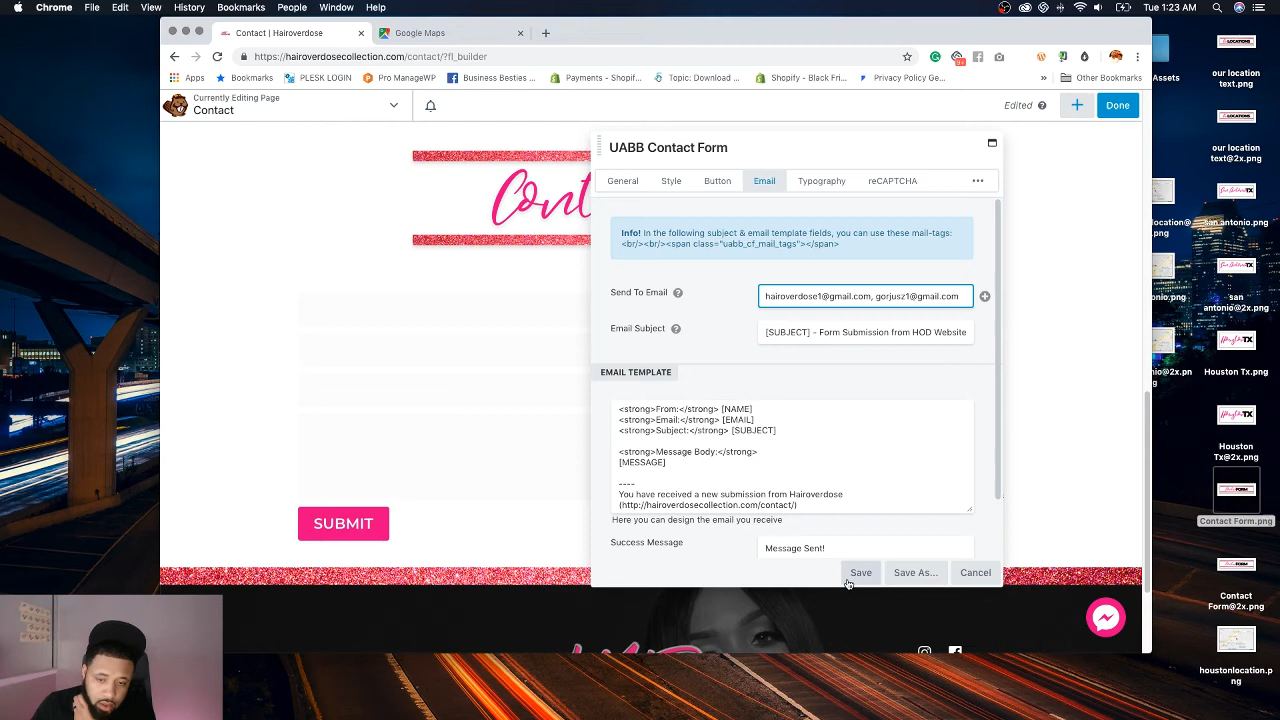 Chrome File Edit View History Bookmarks Window Help
Tue 1:23 AM
Contact | Hairoverdose
Google Maps
https://hairoverdosecollection.com/contact/?fl_builder
Apps
Bookmarks
PLESK LOGIN
Pro ManageWP
Business Besties -...
Payments - Shopif...
Topic: Download ...
Shopify - Black Fri...
Privacy Policy Ge...
»
Other Bookmarks
Assets
Currently Editing Page
Contact
Edited
Done
UABB Contact Form
General
Style
Button
Email
Typography
reCAPTCHA
Info! In the following subject & email template fields, you can use these mail-tags:
<br/><br/><span class="uabb_cf_mail_tags"></span>
Send To Email
hairoverdose1@gmail.com, gorjusz1@gmail.com
Email Subject
[SUBJECT] - Form Submission from HOD Website
EMAIL TEMPLATE
<strong>From:</strong> [NAME]
<strong>Email:</strong> [EMAIL]
<strong>Subject:</strong> [SUBJECT]
<strong>Message Body:</strong>
[MESSAGE]
----
You have received a new submission from Hairoverdose
(http://hairoverdosecollection.com/contact/)
Here you can design the email you receive
Success Message
Message Sent!
Save
Save As...
Cancel
Cont
SUBMIT
our location
text.png
our location
text@2x.png
san antonio.png
san
antonio@2x.png
Houston Tx.png
Houston
Tx@2x.png
Contact Form.png
Contact
Form@2x.png
houstonlocation.p
ng